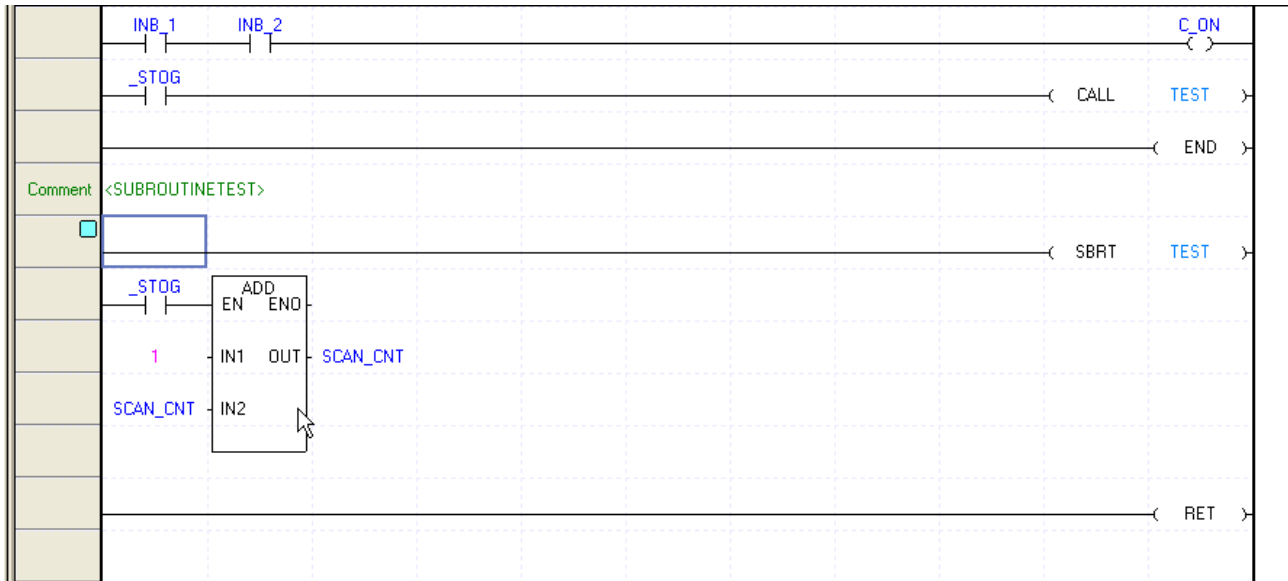 INB_1 INB_2 C_ON
_STOG
CALL TEST
END
Comment <SUBROUTINETEST>
SBRT TEST
_STOG ADD
EN ENO
1 IN1 OUT SCAN_CNT
SCAN_CNT IN2
RET